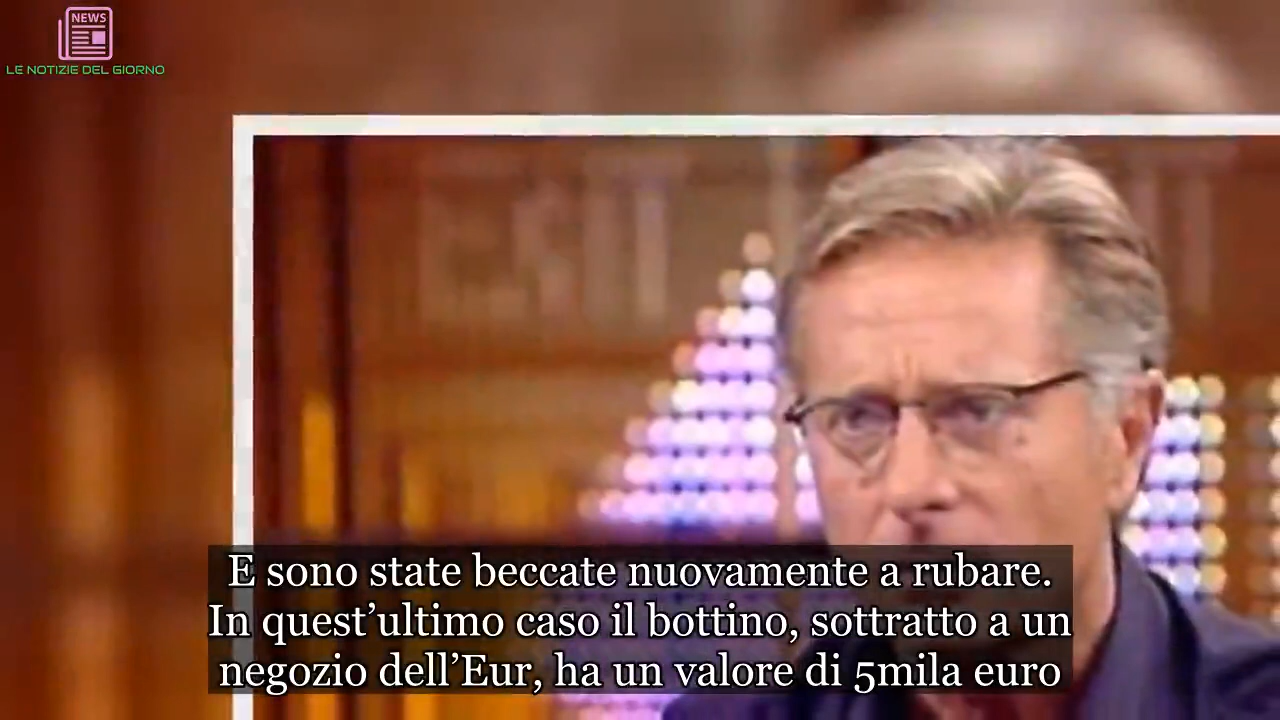 NEWS
LE NOTIZIE DEL GIORNO
E sono state beccate nuovamente a rubare.
In quest’ultimo caso il bottino, sottratto a un
negozio dell’Eur, ha un valore di 5mila euro